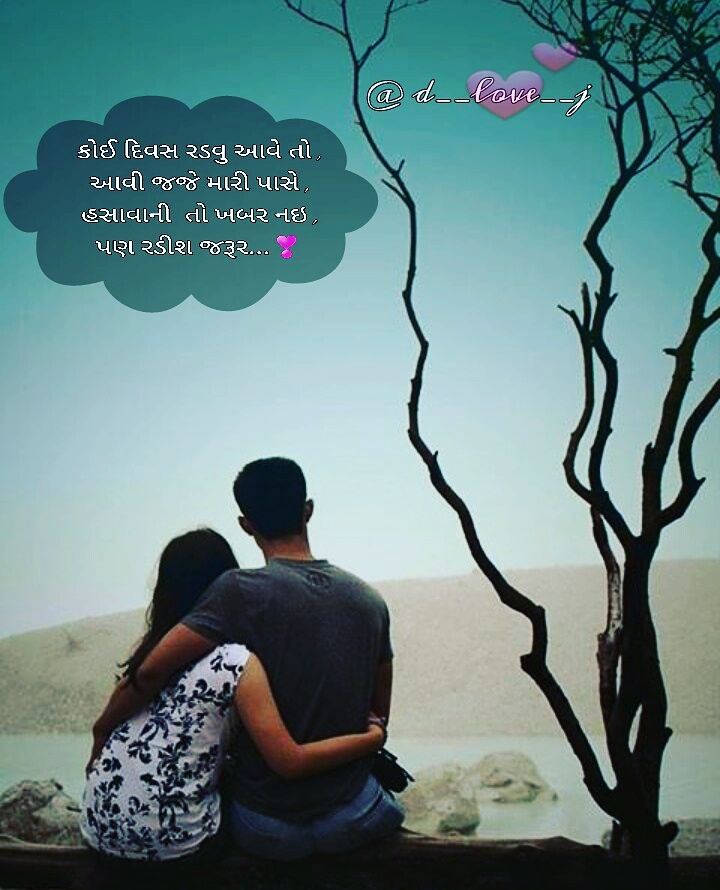 @ d__love__j
કોઈ દિવસ રડવુ આવે તો ,
આવી જજે મારી પાસે ,
હસાવાની તો ખબર નઇ ,
પણ રડીશ જરૂર... ❣